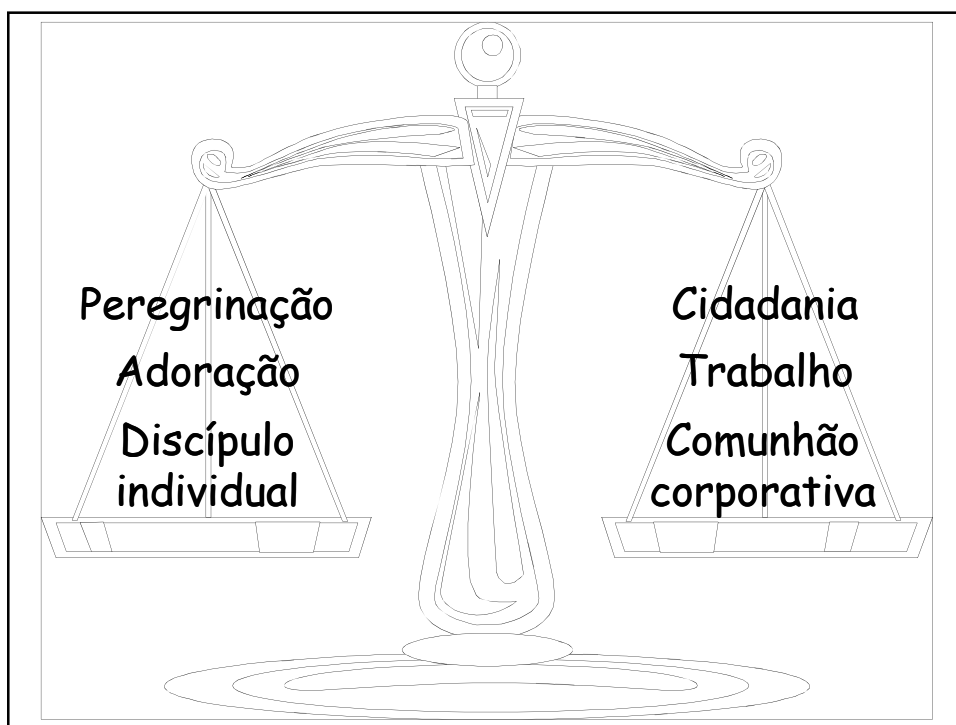 Peregrinação
Adoração
Discípulo
individual
Cidadania
Trabalho
Comunhão
corporativa